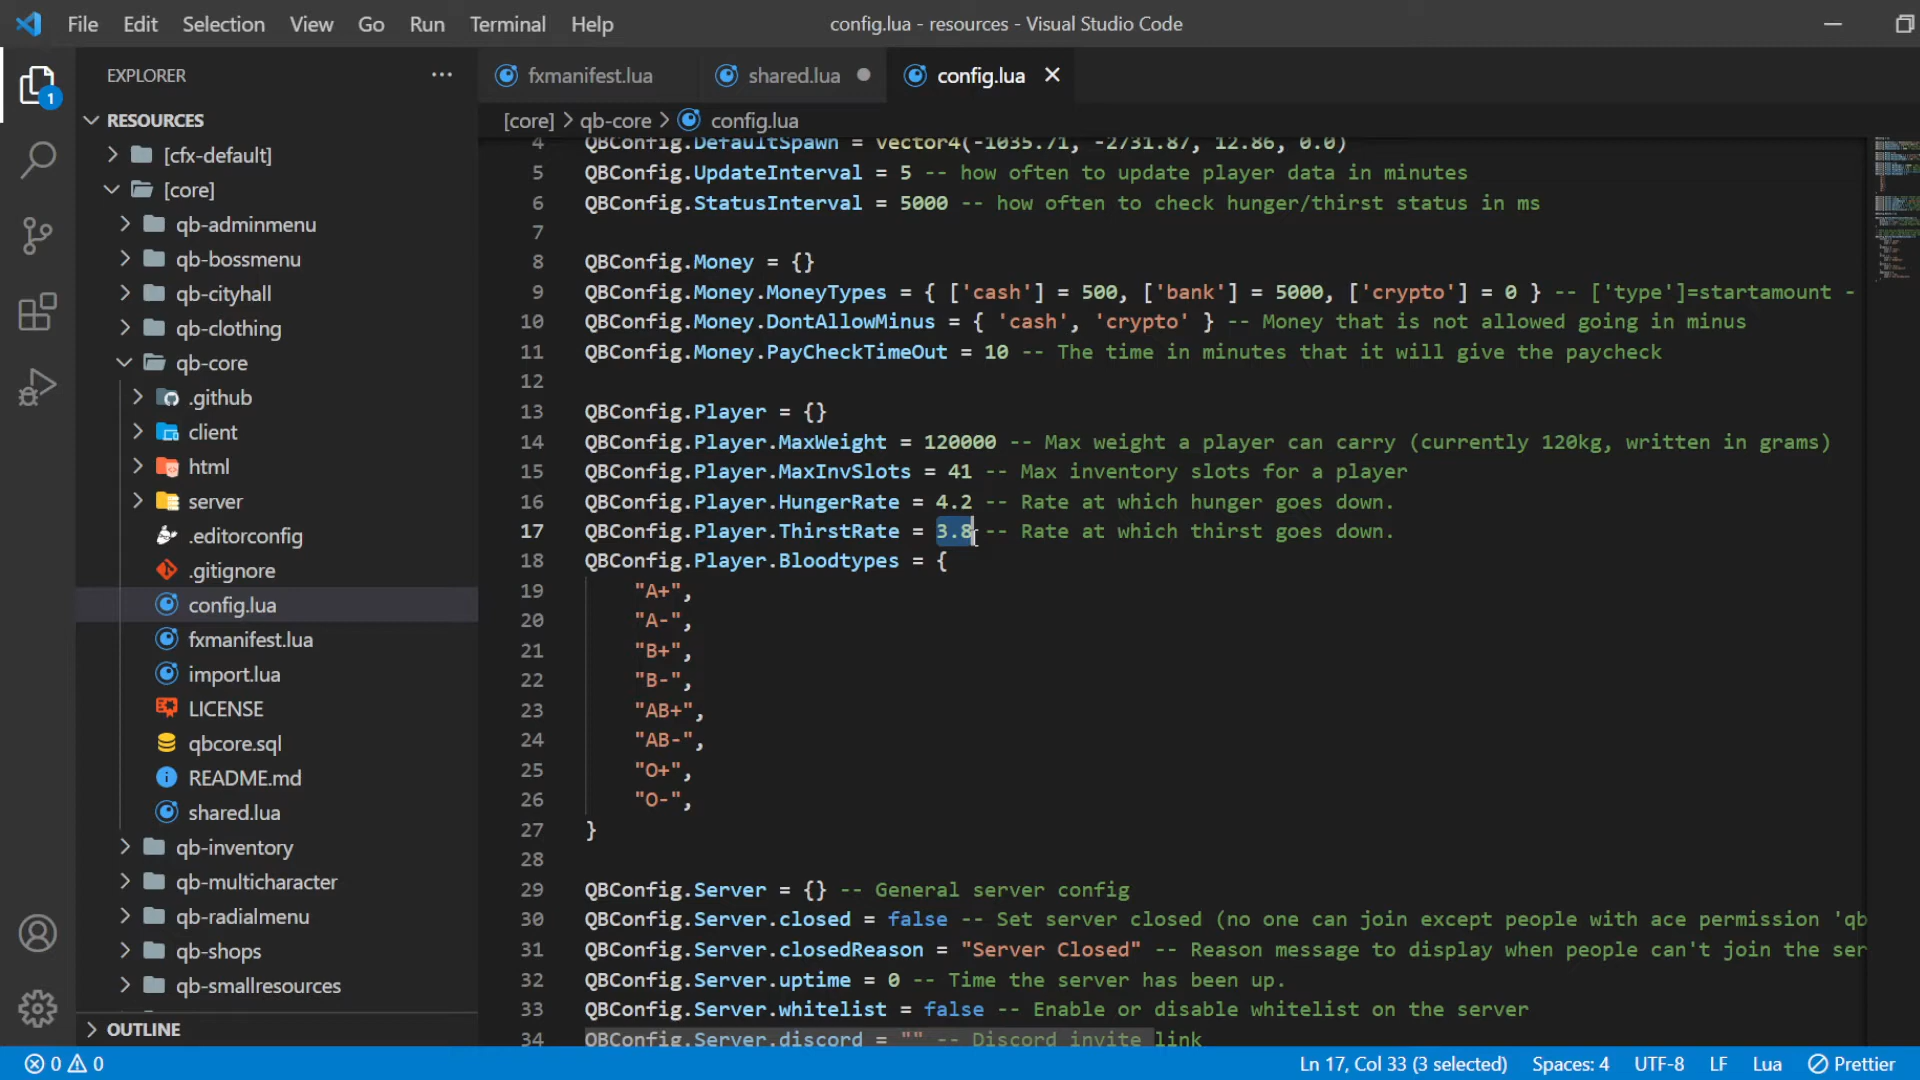 File Edit Selection View Go Run Terminal Help
config.lua - resources - Visual Studio Code
EXPLORER
fxmanifest.lua
shared.lua
config.lua
1
RESOURCES
[cfx-default]
[core]
qb-adminmenu
qb-bossmenu
qb-cityhall
qb-clothing
qb-core
.github
client
html
server
.editorconfig
.gitignore
config.lua
fxmanifest.lua
import.lua
LICENSE
qbcore.sql
README.md
shared.lua
qb-inventory
qb-multicharacter
qb-radialmenu
qb-shops
qb-smallresources
OUTLINE
[core] > qb-core > config.lua
4 QBConfig.DefaultSpawn = vector4(-1035.71, -2731.87, 12.86, 0.0)
5 QBConfig.UpdateInterval = 5 -- how often to update player data in minutes
6 QBConfig.StatusInterval = 5000 -- how often to check hunger/thirst status in ms
7
8 QBConfig.Money = {}
9 QBConfig.Money.MoneyTypes = { ['cash'] = 500, ['bank'] = 5000, ['crypto'] = 0 } -- ['type']=startamount -
10 QBConfig.Money.DontAllowMinus = { 'cash', 'crypto' } -- Money that is not allowed going in minus
11 QBConfig.Money.PayCheckTimeOut = 10 -- The time in minutes that it will give the paycheck
12
13 QBConfig.Player = {}
14 QBConfig.Player.MaxWeight = 120000 -- Max weight a player can carry (currently 120kg, written in grams)
15 QBConfig.Player.MaxInvSlots = 41 -- Max inventory slots for a player
16 QBConfig.Player.HungerRate = 4.2 -- Rate at which hunger goes down.
17 QBConfig.Player.ThirstRate = 3.8 -- Rate at which thirst goes down.
18 QBConfig.Player.Bloodtypes = {
19 "A+",
20 "A-",
21 "B+",
22 "B-",
23 "AB+",
24 "AB-",
25 "O+",
26 "O-",
27 }
28
29 QBConfig.Server = {} -- General server config
30 QBConfig.Server.closed = false -- Set server closed (no one can join except people with ace permission 'qb
31 QBConfig.Server.closedReason = "Server Closed" -- Reason message to display when people can't join the ser
32 QBConfig.Server.uptime = 0 -- Time the server has been up.
33 QBConfig.Server.whitelist = false -- Enable or disable whitelist on the server
34 QBConfig.Server.discord = "" -- Discord invite link
0 0
Ln 17, Col 33 (3 selected) Spaces: 4 UTF-8 LF Lua Prettier